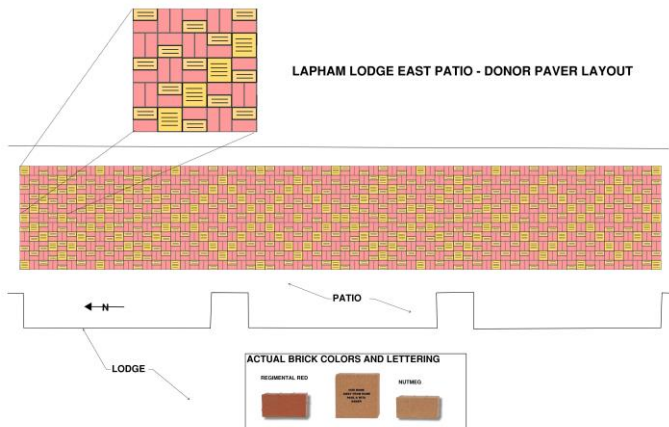 LAPHAM LODGE EAST PATIO - DONOR PAVER LAYOUT
N
PATIO
LODGE
ACTUAL BRICK COLORS AND LETTERING
REGIMENTAL RED
NUTMEG